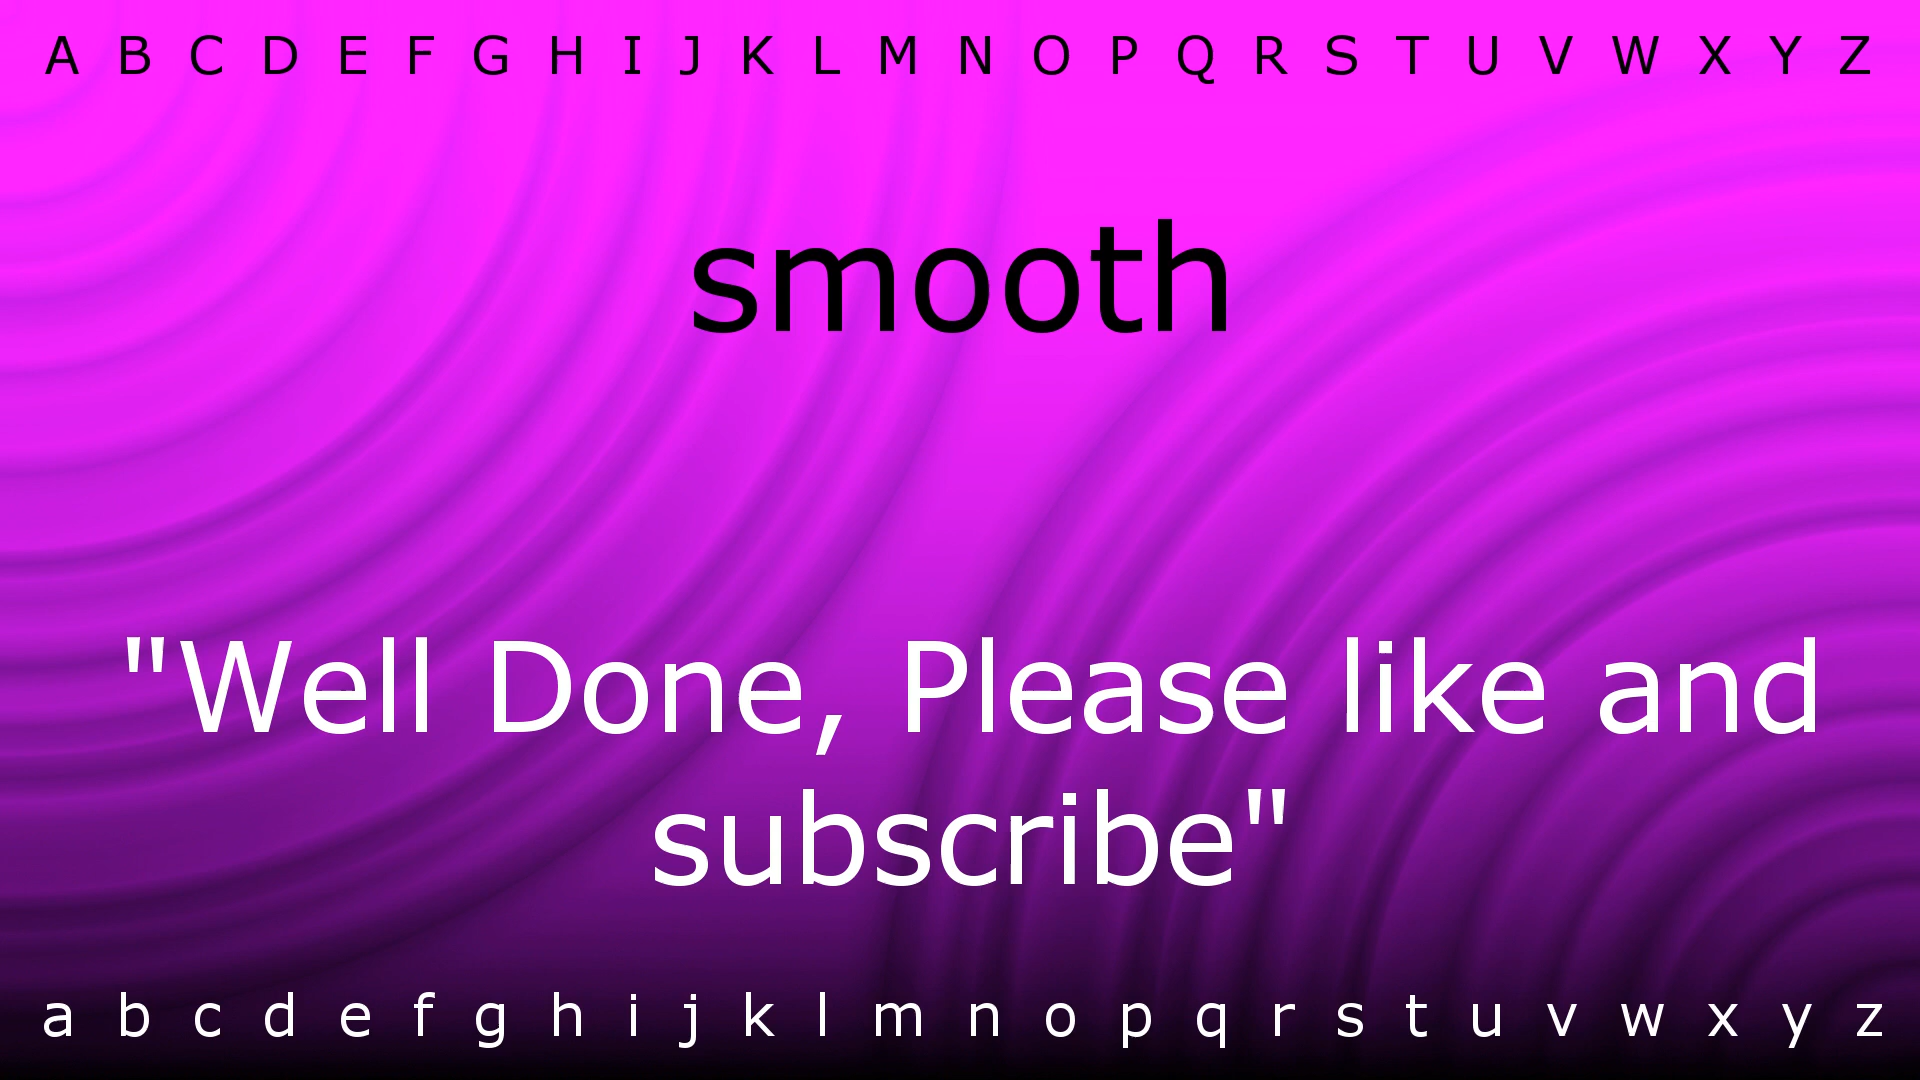 A B C D E F G H I J K L M N O P Q R S T U V W X Y Z
smooth
"Well Done, Please like and
subscribe"
a b c d e f g h i j k l m n o p q r s t u v w x y z